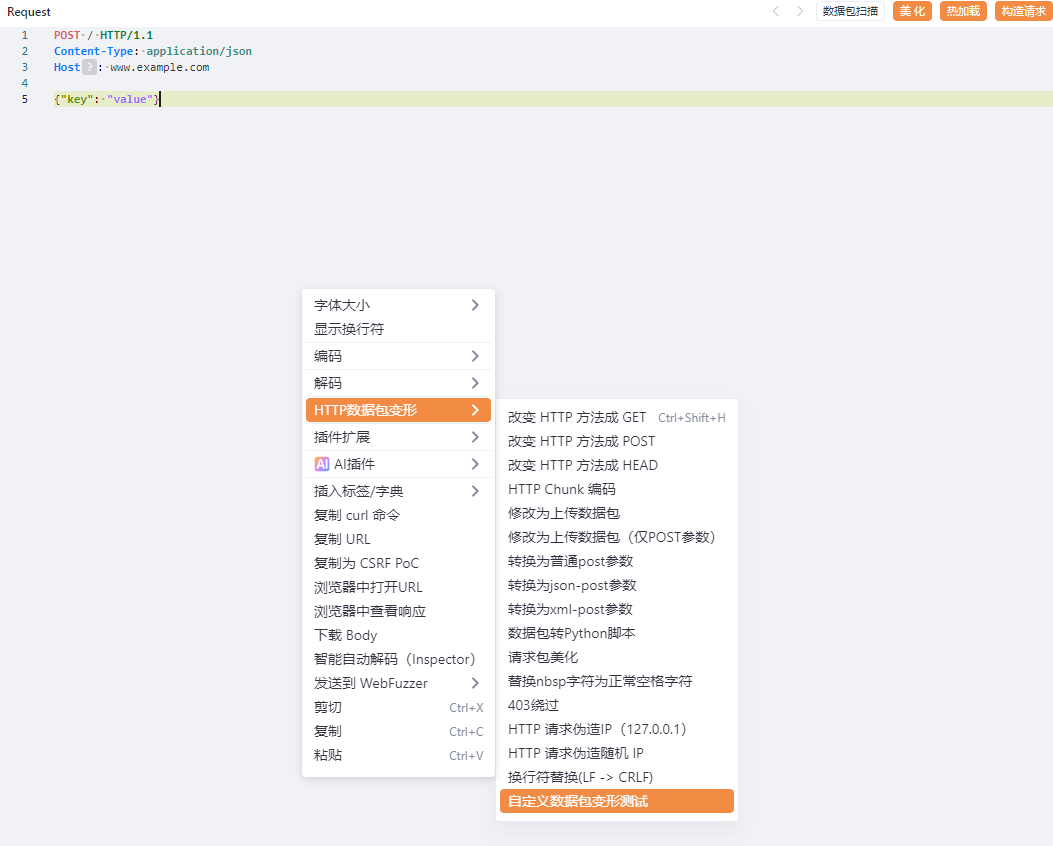 Request
数据包扫描 美化 热加载 构造请求
1 POST / HTTP/1.1
2 Content-Type: application/json
3 Host ? : www.example.com
4
5 {"key": "value"}
字体大小
显示换行符
编码
解码
HTTP数据包变形
插件扩展
AI AI插件
插入标签/字典
复制 curl 命令
复制 URL
复制为 CSRF PoC
浏览器中打开URL
浏览器中查看响应
下载 Body
智能自动解码（Inspector）
发送到 WebFuzzer
剪切 Ctrl+X
复制 Ctrl+C
粘贴 Ctrl+V
改变 HTTP 方法成 GET Ctrl+Shift+H
改变 HTTP 方法成 POST
改变 HTTP 方法成 HEAD
HTTP Chunk 编码
修改为上传数据包
修改为上传数据包（仅POST参数）
转换为普通post参数
转换为json-post参数
转换为xml-post参数
数据包转Python脚本
请求包美化
替换nbsp字符为正常空格字符
403绕过
HTTP 请求伪造IP（127.0.0.1）
HTTP 请求伪造随机 IP
换行符替换(LF -> CRLF)
自定义数据包变形测试